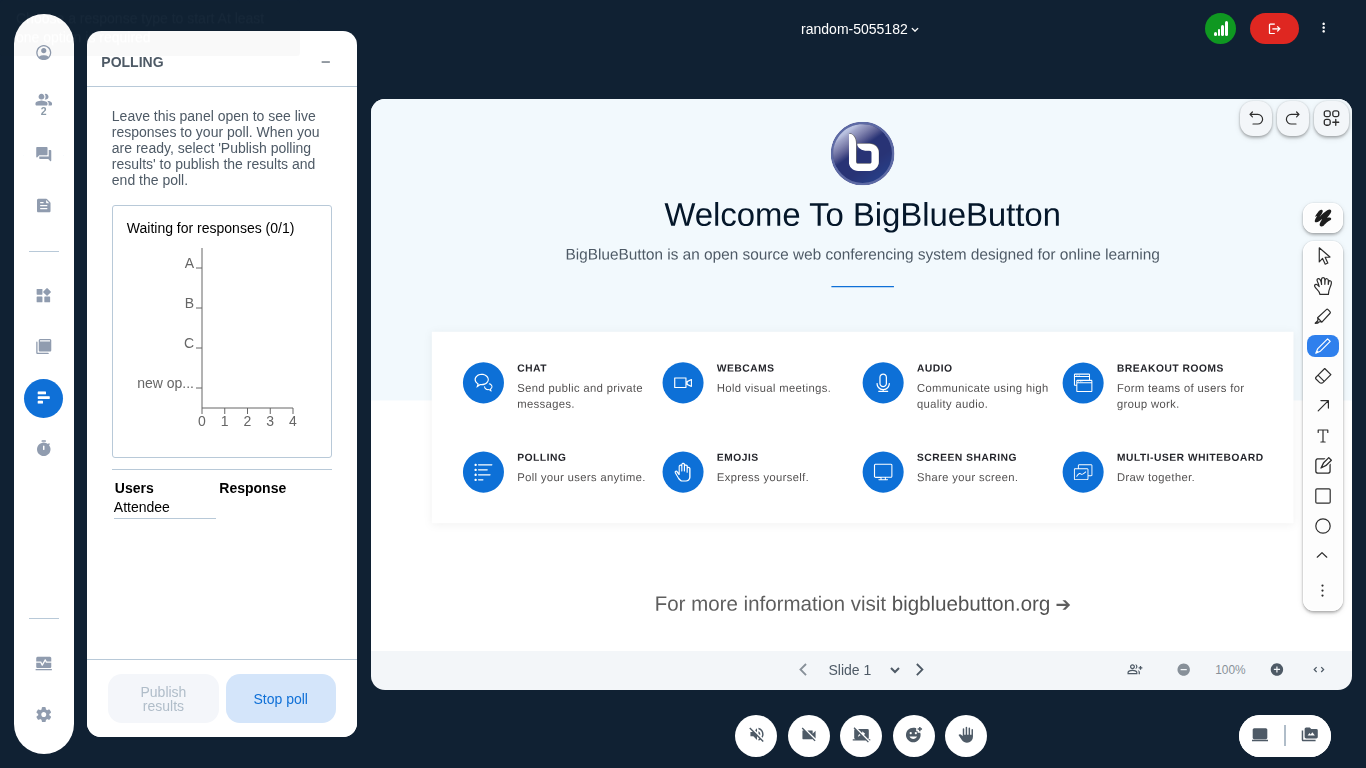 random-5055182
POLLING
2
Leave this panel open to see live
responses to your poll. When you
are ready, select 'Publish polling
results' to publish the results and
end the poll.
Waiting for responses (0/1)
A
B
C
new op...
0 1 2 3 4
Users Response
Attendee
Publish
results
Stop poll
Welcome To BigBlueButton
BigBlueButton is an open source web conferencing system designed for online learning
CHAT
Send public and private
messages.
WEBCAMS
Hold visual meetings.
AUDIO
Communicate using high
quality audio.
BREAKOUT ROOMS
Form teams of users for
group work.
POLLING
Poll your users anytime.
EMOJIS
Express yourself.
SCREEN SHARING
Share your screen.
MULTI-USER WHITEBOARD
Draw together.
For more information visit bigbluebutton.org →
Slide 1
100%